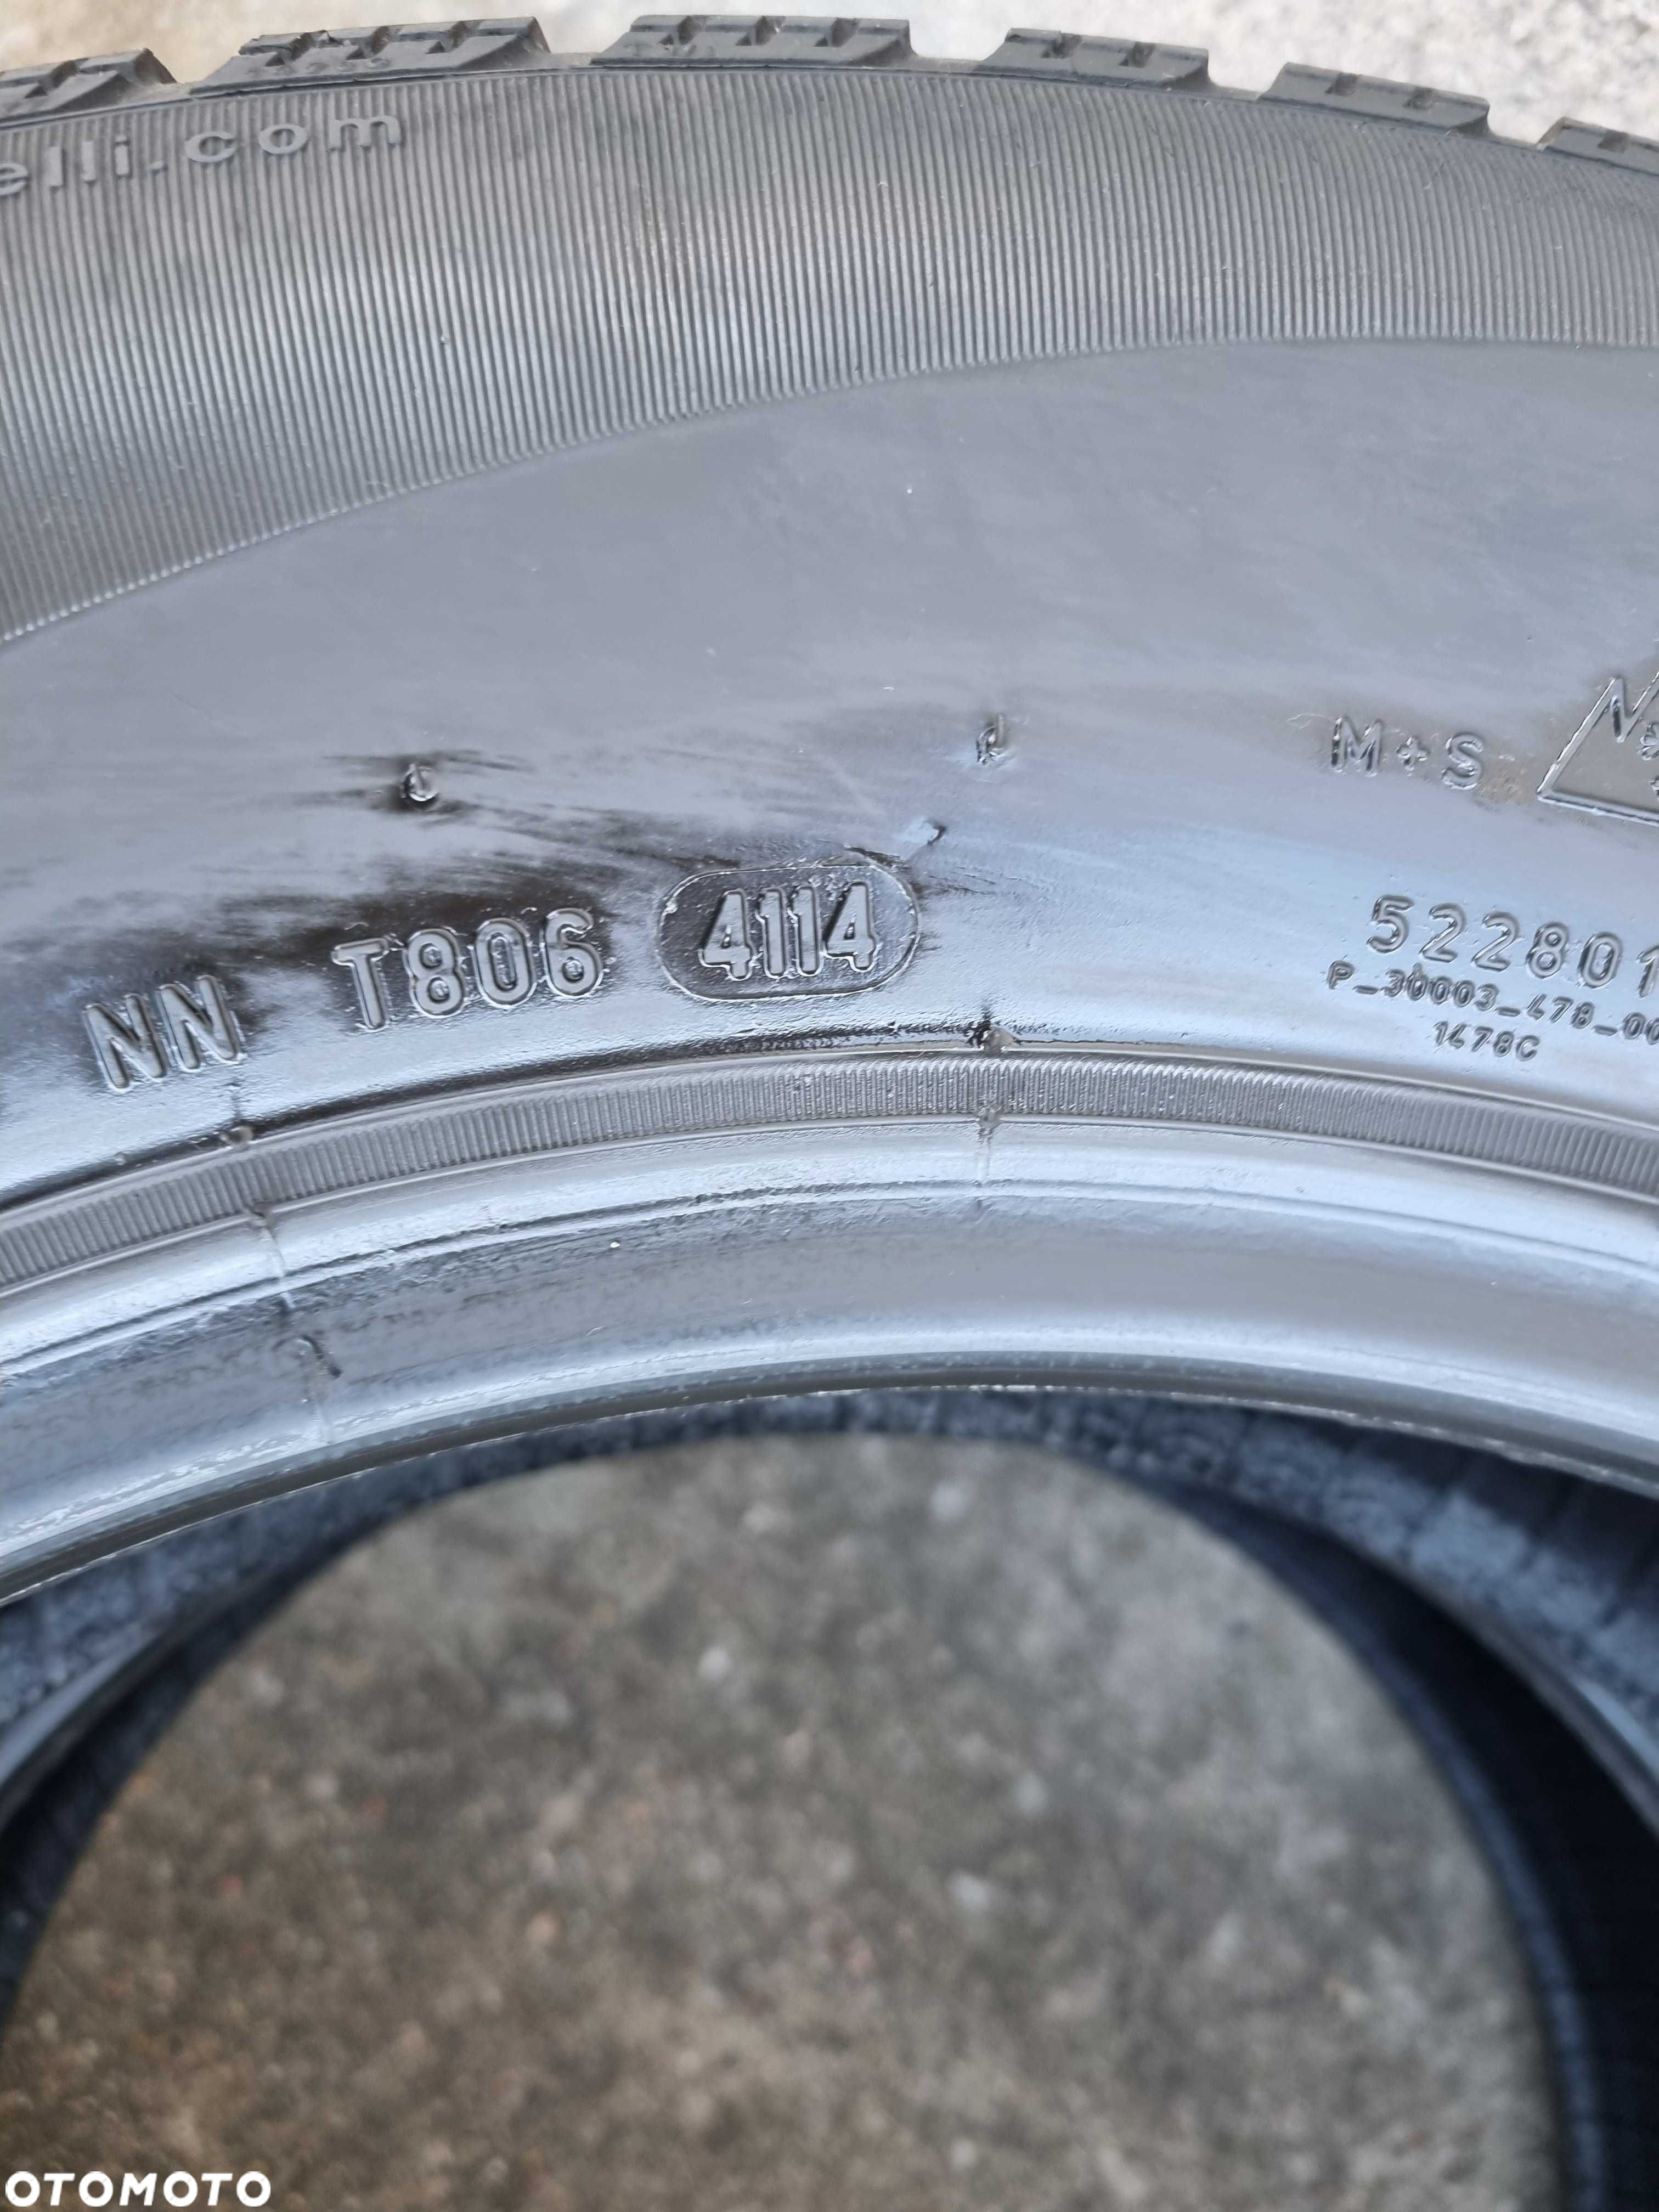 elli.com
M+S
NN T806 4114
522801
P_30003_478_00
1478C
OTOMOTO